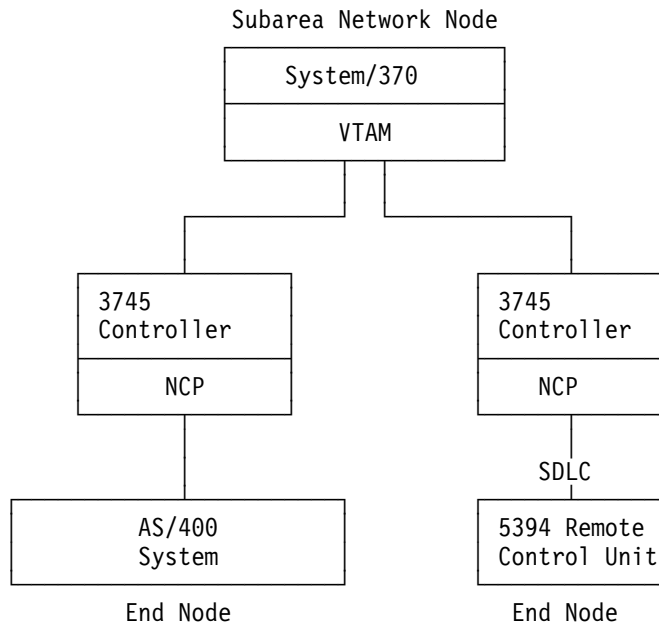 Subarea Network Node
System/370
VTAM
3745
Controller
3745
Controller
NCP
NCP
SDLC
AS/400
System
5394 Remote
Control Unit
End Node
End Node